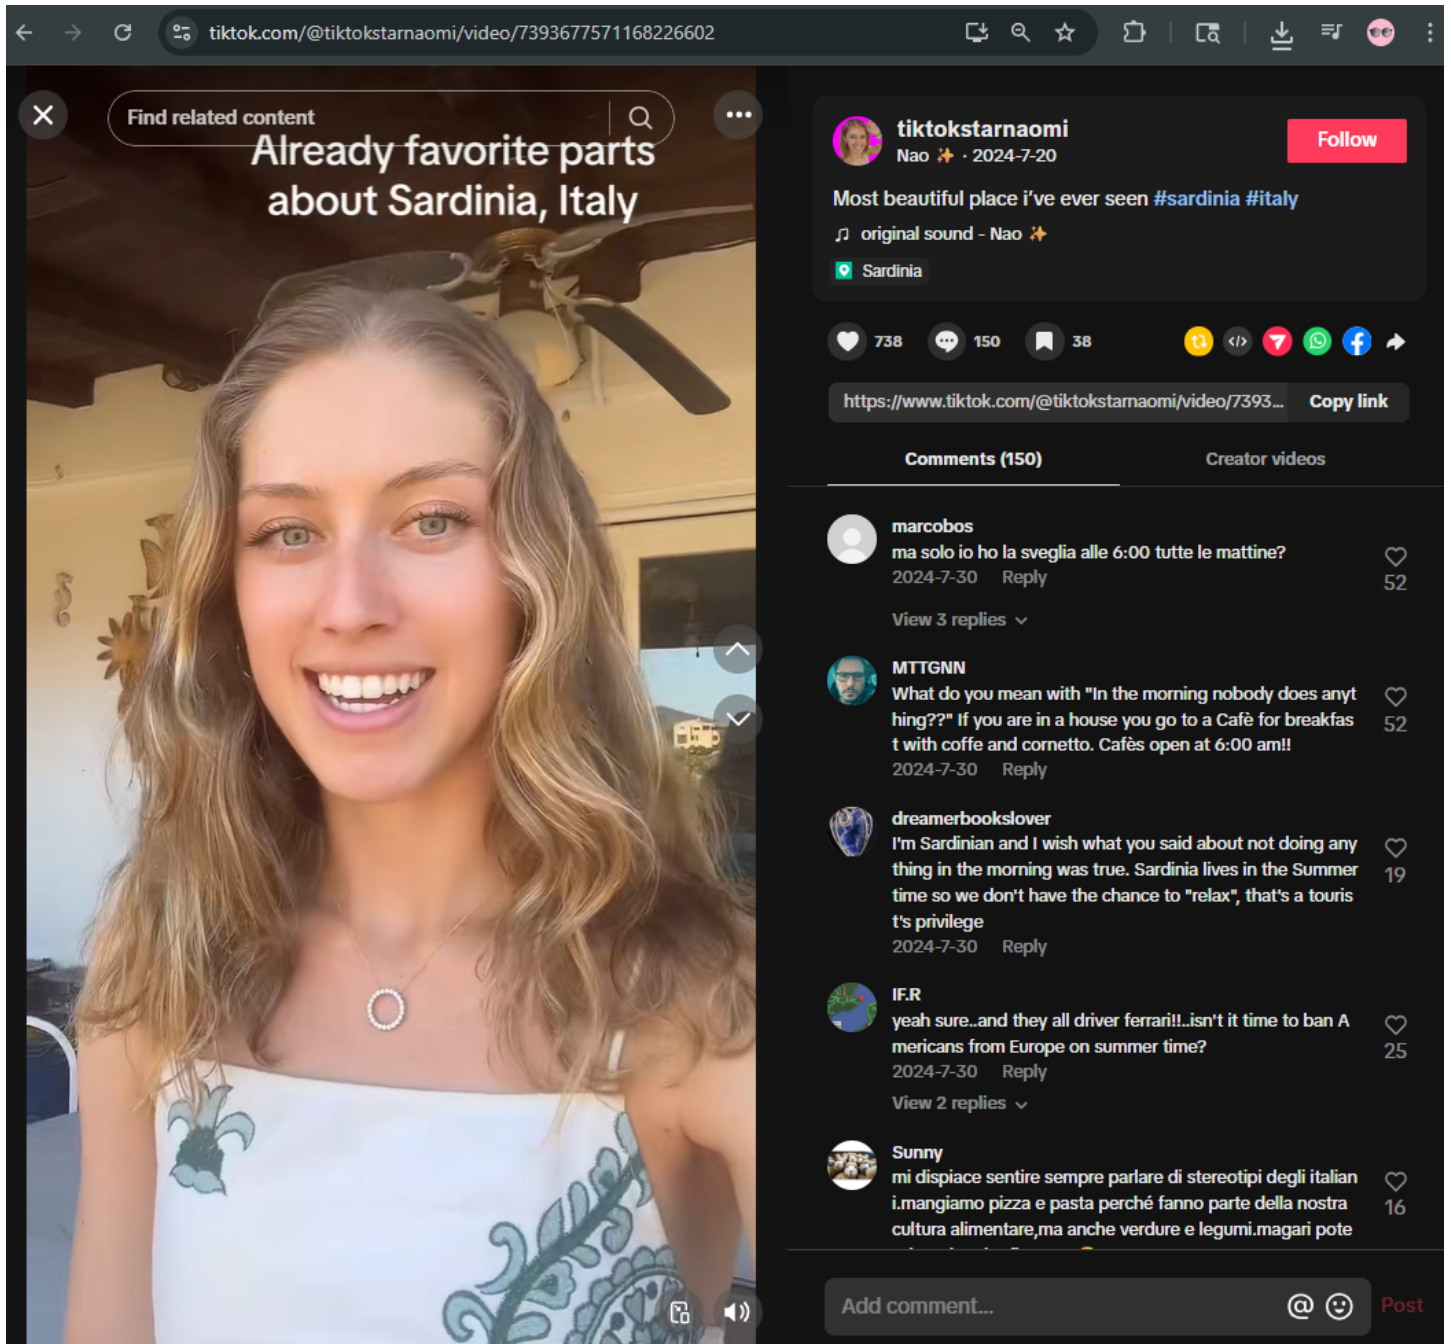 tiktok.com/@tiktokstarnaomi/video/7393677571168226602
Find related content
Already favorite parts
about Sardinia, Italy
tiktokstarnaomi
Nao ✨ · 2024-7-20
Follow
Most beautiful place i've ever seen #sardinia #italy
original sound - Nao ✨
Sardinia
738
150
38
https://www.tiktok.com/@tiktokstarnaomi/video/7393...
Copy link
Comments (150)
Creator videos
marcobos
ma solo io ho la sveglia alle 6:00 tutte le mattine?
2024-7-30 Reply
52
View 3 replies
MTTGNN
What do you mean with "In the morning nobody does anyt
hing??" If you are in a house you go to a Cafè for breakfas
t with coffe and cornetto. Cafès open at 6:00 am!!
2024-7-30 Reply
52
dreamerbookslover
I'm Sardinian and I wish what you said about not doing any
thing in the morning was true. Sardinia lives in the Summer
time so we don't have the chance to "relax", that's a touris
t's privilege
2024-7-30 Reply
19
IF.R
yeah sure..and they all driver ferrari!!..isn't it time to ban A
mericans from Europe on summer time?
2024-7-30 Reply
25
View 2 replies
Sunny
mi dispiace sentire sempre parlare di stereotipi degli italian
i.mangiamo pizza e pasta perché fanno parte della nostra
cultura alimentare,ma anche verdure e legumi.magari pote
16
Add comment...
Post